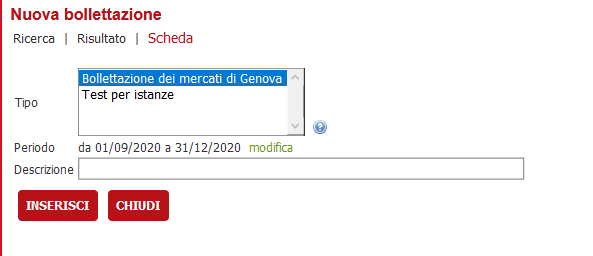 Nuova bollettazione
Ricerca | Risultato | Scheda
Tipo
Bollettazione dei mercati di Genova
Test per istanze
?
Periodo da 01/09/2020 a 31/12/2020 modifica
Descrizione
INSERISCI CHIUDI